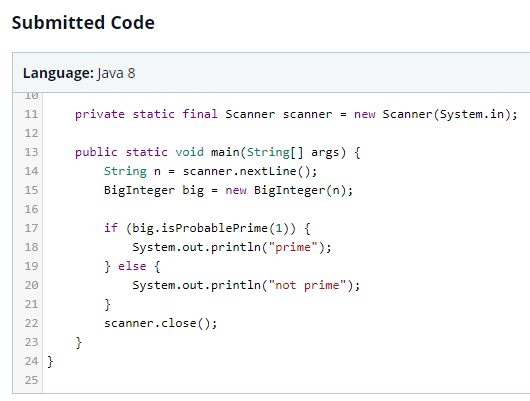 Submitted Code
Language: Java 8
10
11 private static final Scanner scanner = new Scanner(System.in);
12
13 public static void main(String[] args) {
14 String n = scanner.nextLine();
15 BigInteger big = new BigInteger(n);
16
17 if (big.isProbablePrime(1)) {
18 System.out.println("prime");
19 } else {
20 System.out.println("not prime");
21 }
22 scanner.close();
23 }
24 }
25